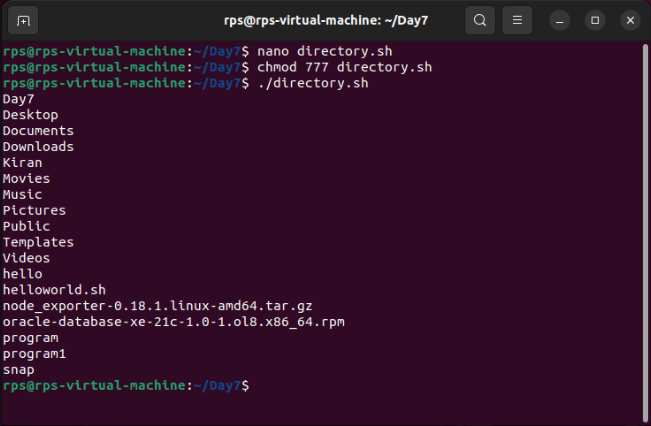 rps@rps-virtual-machine: ~/Day7
rps@rps-virtual-machine:~/Day7$ nano directory.sh
rps@rps-virtual-machine:~/Day7$ chmod 777 directory.sh
rps@rps-virtual-machine:~/Day7$ ./directory.sh
Day7
Desktop
Documents
Downloads
Kiran
Movies
Music
Pictures
Public
Templates
Videos
hello
helloworld.sh
node_exporter-0.18.1.linux-amd64.tar.gz
oracle-database-xe-21c-1.0-1.ol8.x86_64.rpm
program
program1
snap
rps@rps-virtual-machine:~/Day7$